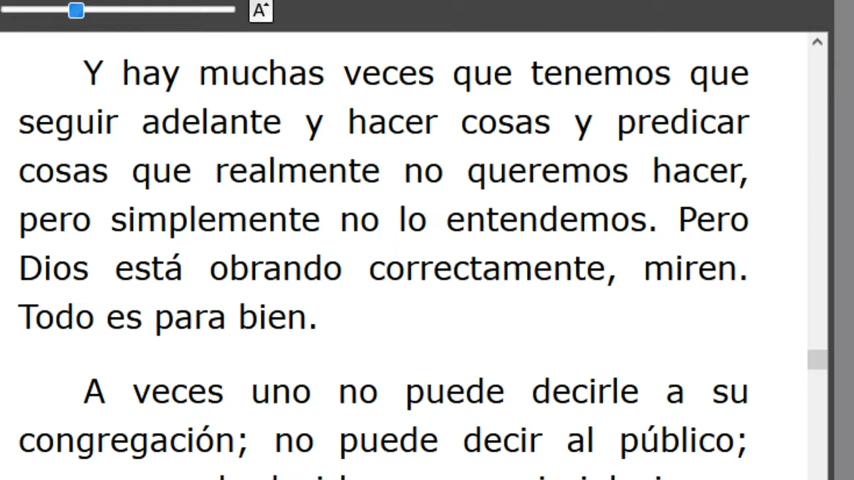 A
Y hay muchas veces que tenemos que
seguir adelante y hacer cosas y predicar
cosas que realmente no queremos hacer,
pero simplemente no lo entendemos. Pero
Dios está obrando correctamente, miren.
Todo es para bien.
A veces uno no puede decirle a su
congregación; no puede decir al público;